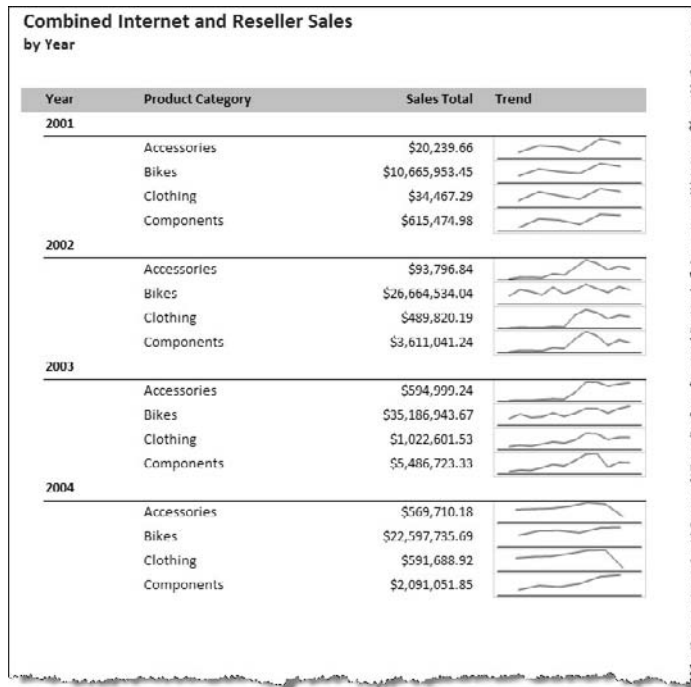 Combined Internet and Reseller Sales
by Year
Year Product Category Sales Total Trend
2001
Accessories $20,239.66
Bikes $10,665,953.45
Clothing $34,467.29
Components $615,474.98
2002
Accessories $93,796.84
Bikes $26,664,534.04
Clothing $489,820.19
Components $3,611,041.24
2003
Accessories $594,999.24
Bikes $35,186,943.67
Clothing $1,022,601.53
Components $5,486,723.33
2004
Accessories $569,710.18
Bikes $22,597,735.69
Clothing $591,688.92
Components $2,091,051.85